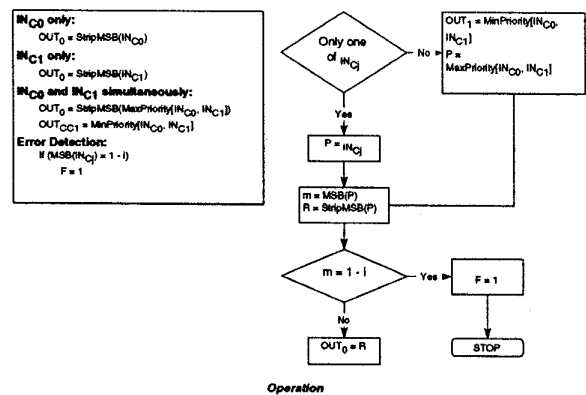 IN_C0 only:
OUT_0 = StripMSB(IN_C0)
IN_C1 only:
OUT_0 = StripMSB(IN_C1)
IN_C0 and IN_C1 simultaneously:
OUT_0 = StripMSB(MaxPriority[IN_C0, IN_C1])
OUT_CC1 = MinPriority[IN_C0, IN_C1]
Error Detection:
If (MSB(IN_Cj) = 1 - i)
F = 1
Only one
of IN_Cj
No
OUT_1 = MinPriority[IN_C0,
IN_C1]
P =
MaxPriority[IN_C0, IN_C1]
Yes
P = IN_Cj
m = MSB(P)
R = StripMSB(P)
m = 1 - i
Yes
F = 1
No
OUT_0 = R
STOP
Operation